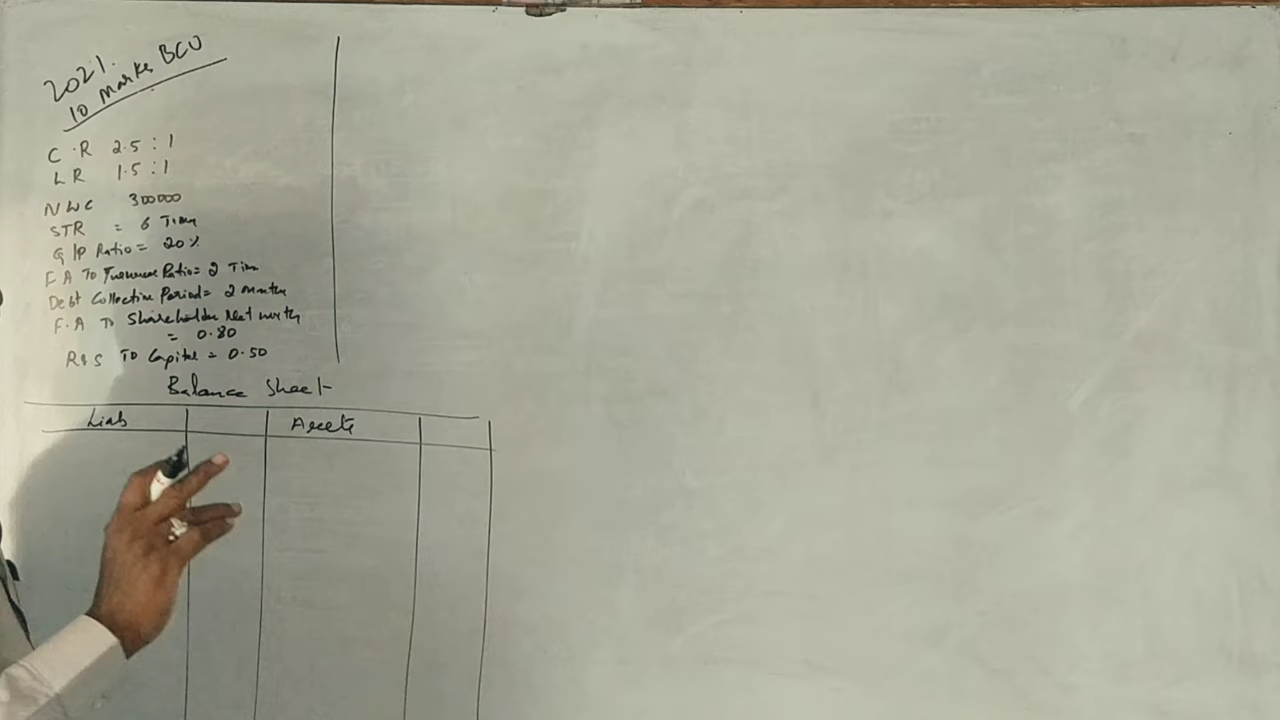 2021.
10 Marks BCU
C.R 2.5 : 1
LR 1.5 : 1
NWC 300000
STR = 6 Times
G/P Ratio = 20%
F A To Turnover Ratio = 2 Tim
Debt Collection Period = 2 Months
F.A To Shareholder Net worth
= 0.80
R&S To Capital = 0.50
Balance Sheet
Liab Assets